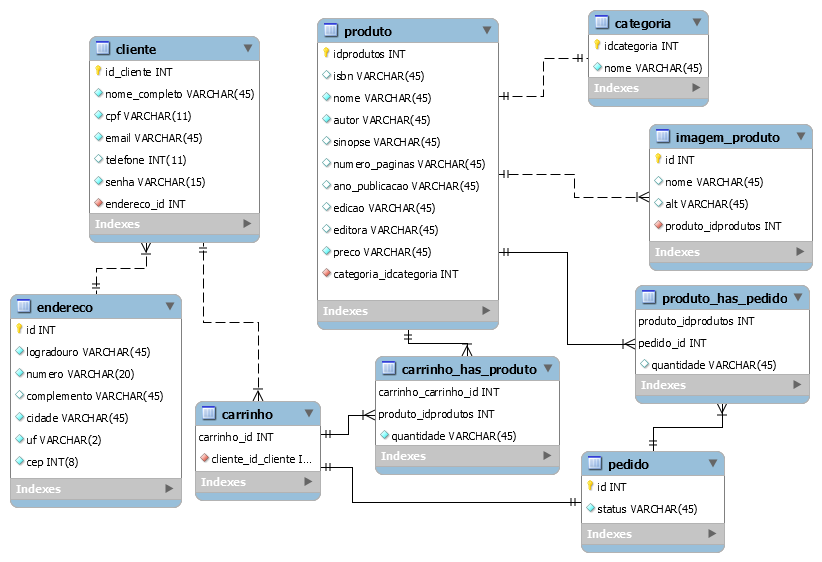 cliente
id_cliente INT
nome_completo VARCHAR(45)
cpf VARCHAR(11)
email VARCHAR(45)
telefone INT(11)
senha VARCHAR(15)
endereco_id INT
Indexes
produto
idprodutos INT
isbn VARCHAR(45)
nome VARCHAR(45)
autor VARCHAR(45)
sinopse VARCHAR(45)
numero_paginas VARCHAR(45)
ano_publicacao VARCHAR(45)
edicao VARCHAR(45)
editora VARCHAR(45)
preco VARCHAR(45)
categoria_idcategoria INT
Indexes
categoria
idcategoria INT
nome VARCHAR(45)
Indexes
imagem_produto
id INT
nome VARCHAR(45)
alt VARCHAR(45)
produto_idprodutos INT
Indexes
endereco
id INT
logradouro VARCHAR(45)
numero VARCHAR(20)
complemento VARCHAR(45)
cidade VARCHAR(45)
uf VARCHAR(2)
cep INT(8)
Indexes
produto_has_pedido
produto_idprodutos INT
pedido_id INT
quantidade VARCHAR(45)
Indexes
carrinho_has_produto
carrinho_carrinho_id INT
produto_idprodutos INT
quantidade VARCHAR(45)
Indexes
carrinho
carrinho_id INT
cliente_id_cliente I...
Indexes
pedido
id INT
status VARCHAR(45)
Indexes